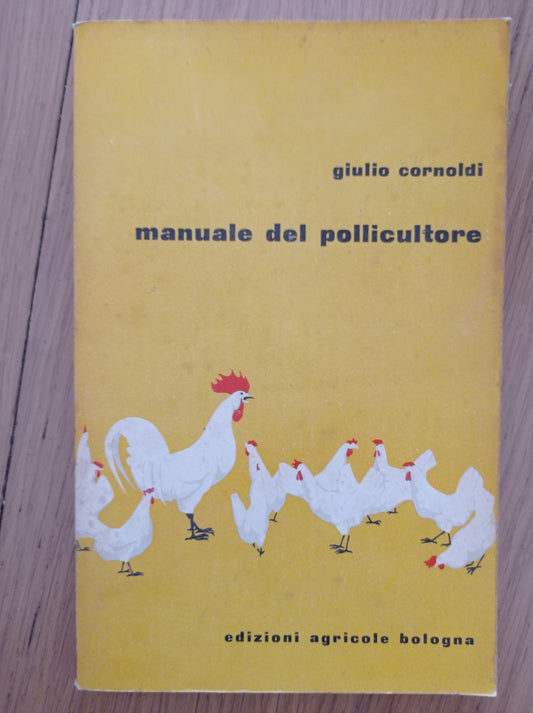 giulio cornoldi
manuale del pollicultore
edizioni agricole bologna